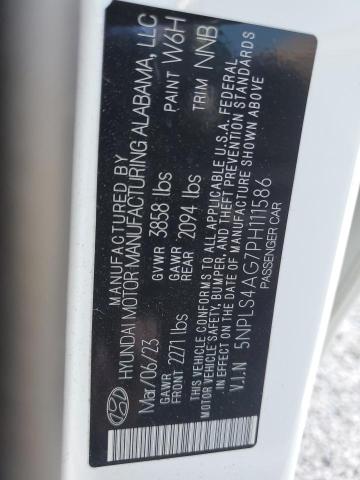 MANUFACTURED BY
HYUNDAI MOTOR MANUFACTURING ALABAMA, LLC
Mar/06/23 GVWR 3858 lbs PAINT W6H
GAWR FRONT 2271 lbs GAWR REAR 2094 lbs TRIM NNB
THIS VEHICLE CONFORMS TO ALL APPLICABLE U.S.A. FEDERAL
MOTOR VEHICLE SAFETY, BUMPER, AND THEFT PREVENTION STANDARDS
IN EFFECT ON THE DATE OF MANUFACTURE SHOWN ABOVE
V.I.N 5NPLS4AG7PH111586
PASSENGER CAR